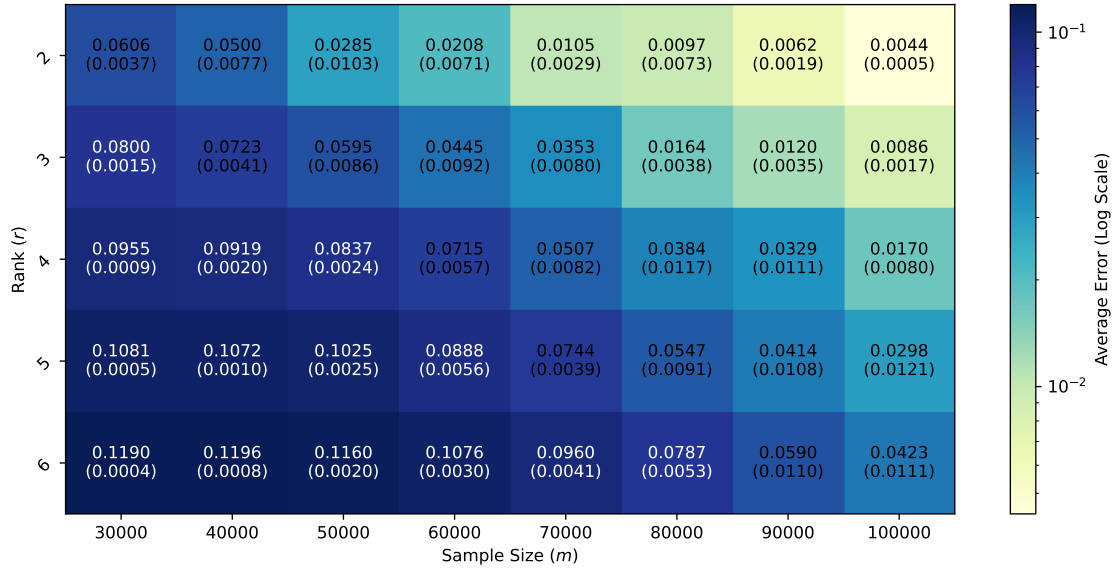 2
0.0606 0.0500 0.0285 0.0208 0.0105 0.0097 0.0062 0.0044
(0.0037) (0.0077) (0.0103) (0.0071) (0.0029) (0.0073) (0.0019) (0.0005)
3
0.0800 0.0723 0.0595 0.0445 0.0353 0.0164 0.0120 0.0086
(0.0015) (0.0041) (0.0086) (0.0092) (0.0080) (0.0038) (0.0035) (0.0017)
Rank (r)
4
0.0955 0.0919 0.0837 0.0715 0.0507 0.0384 0.0329 0.0170
(0.0009) (0.0020) (0.0024) (0.0057) (0.0082) (0.0117) (0.0111) (0.0080)
5
0.1081 0.1072 0.1025 0.0888 0.0744 0.0547 0.0414 0.0298
(0.0005) (0.0010) (0.0025) (0.0056) (0.0039) (0.0091) (0.0108) (0.0121)
6
0.1190 0.1196 0.1160 0.1076 0.0960 0.0787 0.0590 0.0423
(0.0004) (0.0008) (0.0020) (0.0030) (0.0041) (0.0053) (0.0110) (0.0111)
30000 40000 50000 60000 70000 80000 90000 100000
Sample Size (m)
10⁻¹
10⁻²
Average Error (Log Scale)